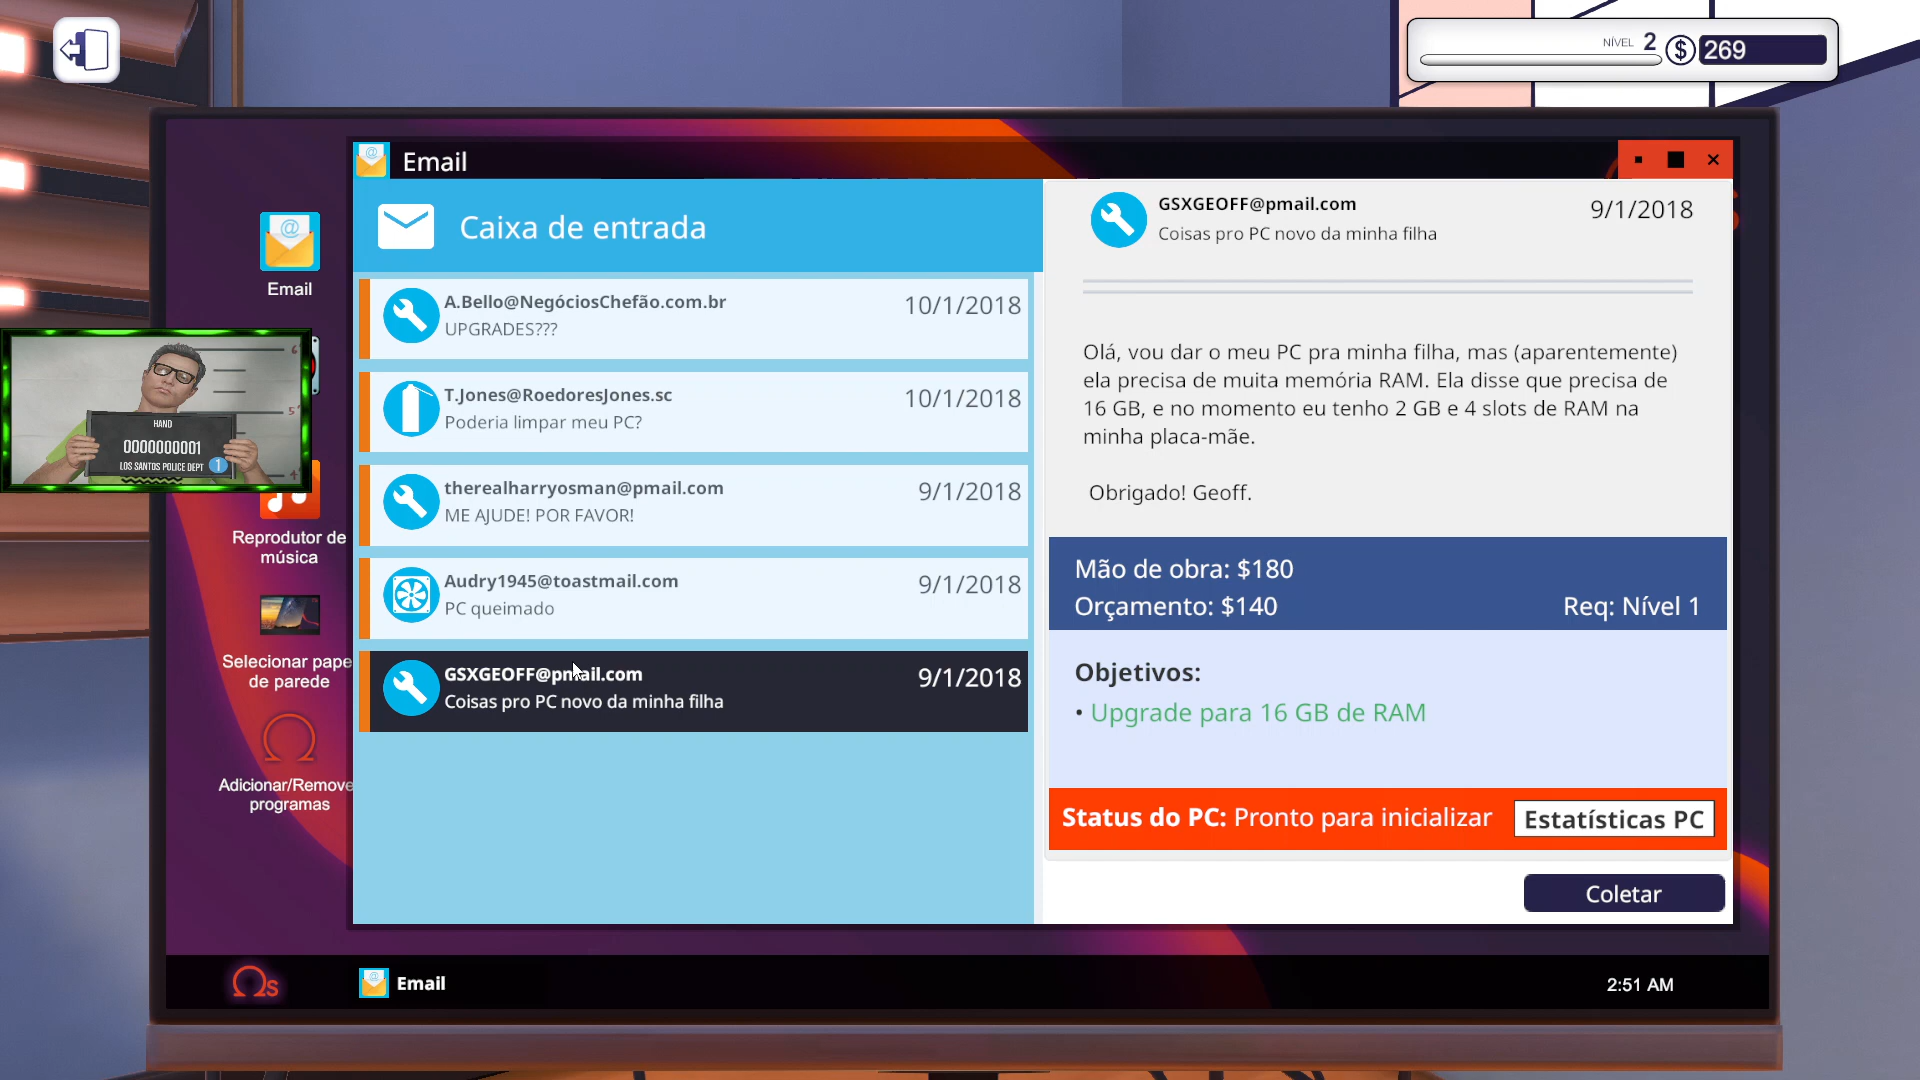 NÍVEL 2 $ 269
Email
Caixa de entrada
A.Bello@NegóciosChefão.com.br 10/1/2018
UPGRADES???
T.Jones@RoedoresJones.sc 10/1/2018
Poderia limpar meu PC?
therealharryosman@pmail.com 9/1/2018
ME AJUDE! POR FAVOR!
Audry1945@toastmail.com 9/1/2018
PC queimado
GSXGEOFF@pmail.com 9/1/2018
Coisas pro PC novo da minha filha
GSXGEOFF@pmail.com 9/1/2018
Coisas pro PC novo da minha filha
Olá, vou dar o meu PC pra minha filha, mas (aparentemente)
ela precisa de muita memória RAM. Ela disse que precisa de
16 GB, e no momento eu tenho 2 GB e 4 slots de RAM na
minha placa-mãe.
Obrigado! Geoff.
Mão de obra: $180
Orçamento: $140 Req: Nível 1
Objetivos:
• Upgrade para 16 GB de RAM
Status do PC: Pronto para inicializar Estatísticas PC
Coletar
Email
HAND
0000000001
LOS SANTOS POLICE DEPT 1
Reprodutor de
música
Selecionar pape
de parede
Adicionar/Remove
programas
Ωs
Email
2:51 AM